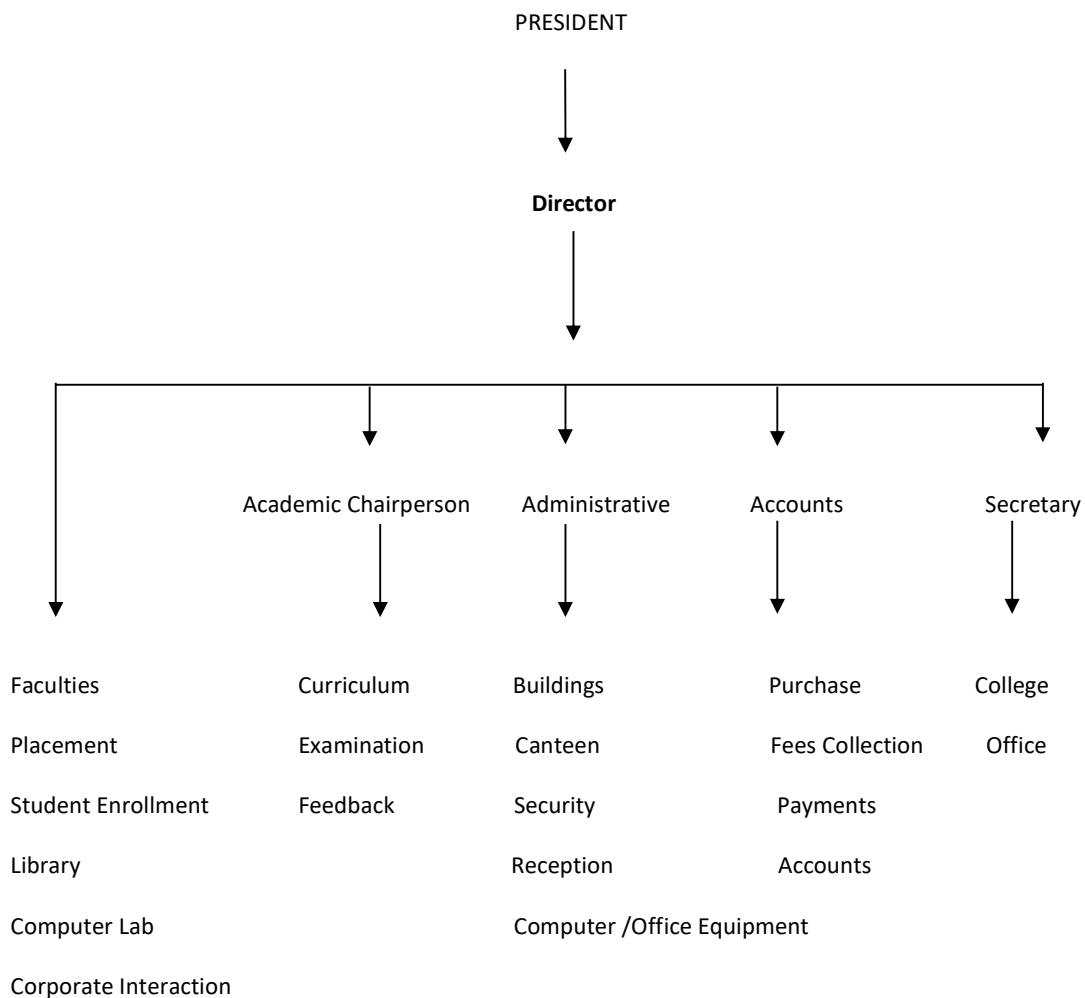 PRESIDENT
Director
Academic Chairperson Administrative Accounts Secretary
Faculties Curriculum Buildings Purchase College
Placement Examination Canteen Fees Collection Office
Student Enrollment Feedback Security Payments
Library Reception Accounts
Computer Lab Computer /Office Equipment
Corporate Interaction